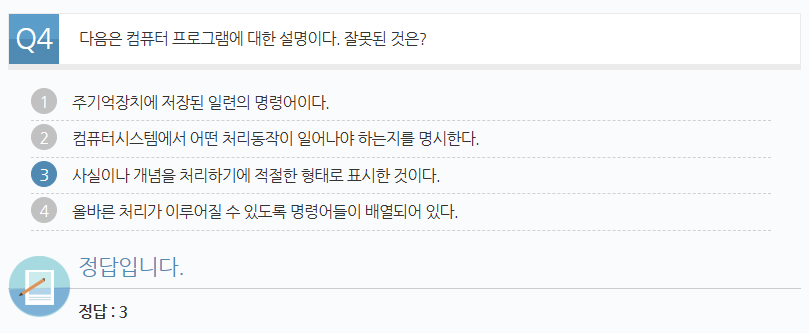 Q4 다음은 컴퓨터 프로그램에 대한 설명이다. 잘못된 것은?
1 주기억장치에 저장된 일련의 명령어이다.
2 컴퓨터시스템에서 어떤 처리동작이 일어나야 하는지를 명시한다.
3 사실이나 개념을 처리하기에 적절한 형태로 표시한 것이다.
4 올바른 처리가 이루어질 수 있도록 명령어들이 배열되어 있다.
정답입니다.
정답 : 3